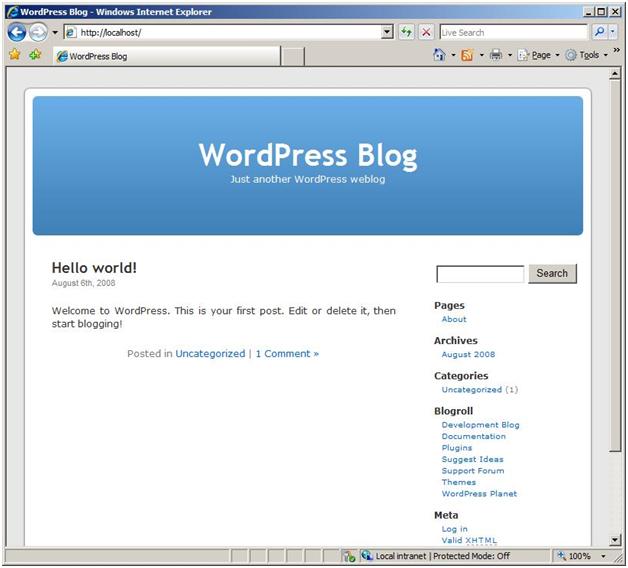 WordPress Blog - Windows Internet Explorer
http://localhost/
Live Search
WordPress Blog
Page
Tools
»
WordPress Blog
Just another WordPress weblog
Hello world!
August 6th, 2008
Welcome to WordPress. This is your first post. Edit or delete it, then
start blogging!
Posted in Uncategorized | 1 Comment »
Search
Pages
About
Archives
August 2008
Categories
Uncategorized (1)
Blogroll
Development Blog
Documentation
Plugins
Suggest Ideas
Support Forum
Themes
WordPress Planet
Meta
Log in
Valid XHTML
Local intranet | Protected Mode: Off
100%